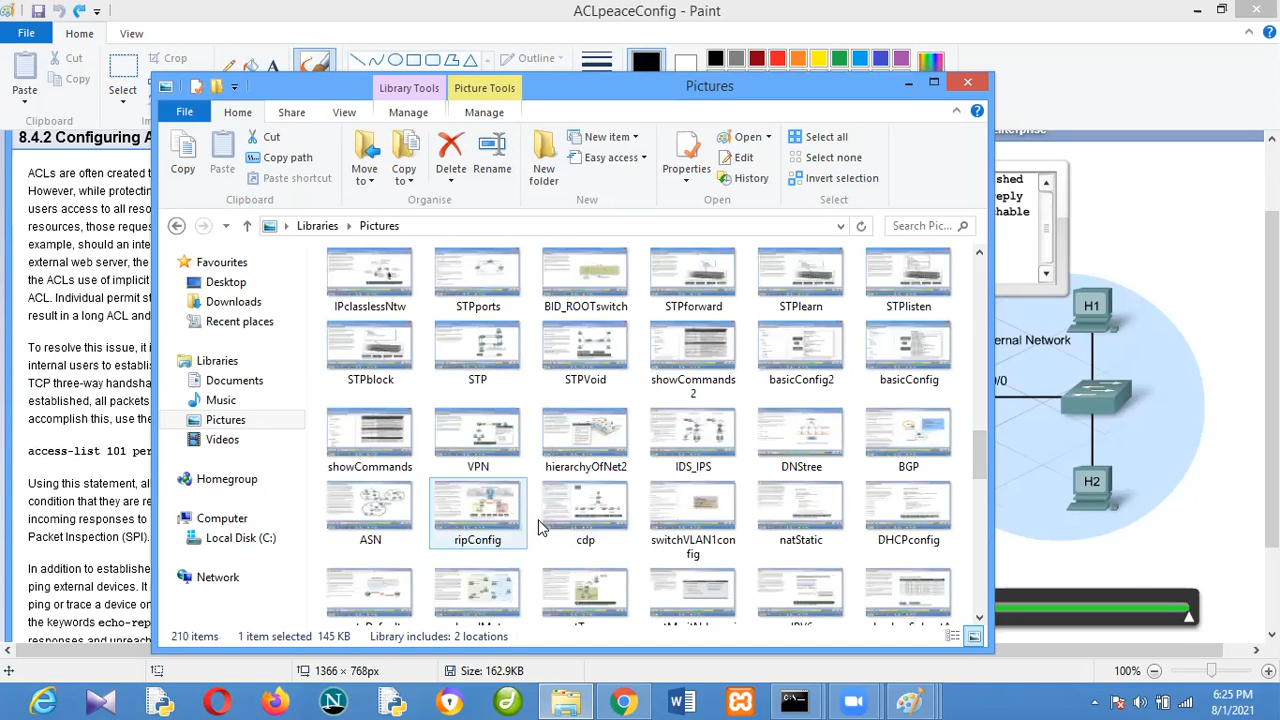 ACLpeaceConfig - Paint
File
Home
View
Cut
Copy
Paste
Crop
Select
Outline
Clipboard
8.4.2 Configuring A
ACLs are often created t
However, while protectin
users access to all reso
resources, those reques
example, should an inte
external web server, the
the ACLs use of implicit
ACL. Individual permit s
result in a long ACL and
To resolve this issue, it i
internal users to establis
TCP three-way handsha
established, all packets
accomplish this, use the
access-list 101 per
Using this statement, al
condition that they are re
incoming responses to
Packet Inspection (SPI).
In addition to establishe
ping external devices. It
ping or trace a device on
the keywords echo-rep
responses and unreach
Library Tools
Picture Tools
Pictures
File
Home
Share
View
Manage
Manage
Copy
Paste
Cut
Copy path
Paste shortcut
Move to
Copy to
Delete
Rename
New folder
New item
Easy access
Properties
Open
Edit
History
Select all
Select none
Invert selection
Clipboard
Organise
New
Open
Select
Libraries
Pictures
Search Pic...
Favourites
Desktop
Downloads
Recent places
Libraries
Documents
Music
Pictures
Videos
Homegroup
Computer
Local Disk (C:)
Network
IPclasslessNtw
STPports
BID_ROOTswitch
STPforward
STPlearn
STPlisten
STPblock
STP
STPVoid
showCommands2
basicConfig2
basicConfig
showCommands
VPN
hierarchyOfNet2
IDS_IPS
DNStree
BGP
ASN
ripConfig
cdp
switchVLAN1config
natStatic
DHCPconfig
210 items
1 item selected 145 KB
Library includes: 2 locations
shed
eply
hable
H1
ernal Network
0/0
H2
1366 × 768px
Size: 162.9KB
100%
6:25 PM
8/1/2021